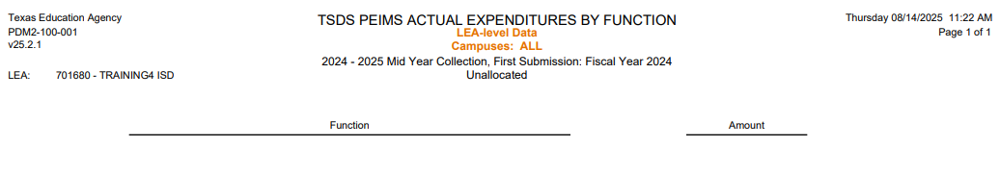 Texas Education Agency
PDM2-100-001
v25.2.1
LEA: 701680 - TRAINING4 ISD
TSDS PEIMS ACTUAL EXPENDITURES BY FUNCTION
LEA-level Data
Campuses: ALL
2024 - 2025 Mid Year Collection, First Submission: Fiscal Year 2024
Unallocated
Thursday 08/14/2025 11:22 AM
Page 1 of 1
Function Amount